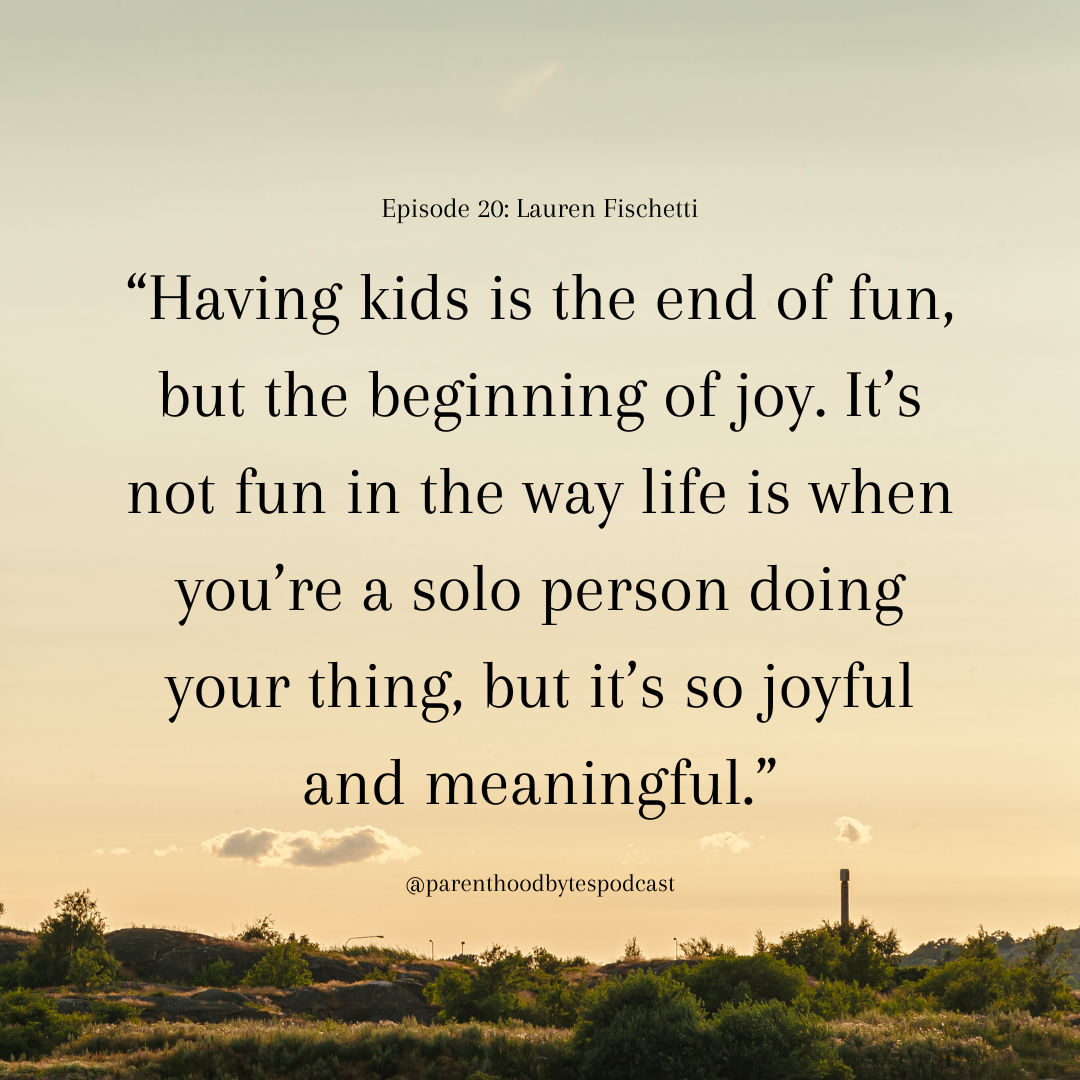 Episode 20: Lauren Fischetti
“Having kids is the end of fun,
but the beginning of joy. It’s
not fun in the way life is when
you’re a solo person doing
your thing, but it’s so joyful
and meaningful.”
@parenthoodbytespodcast